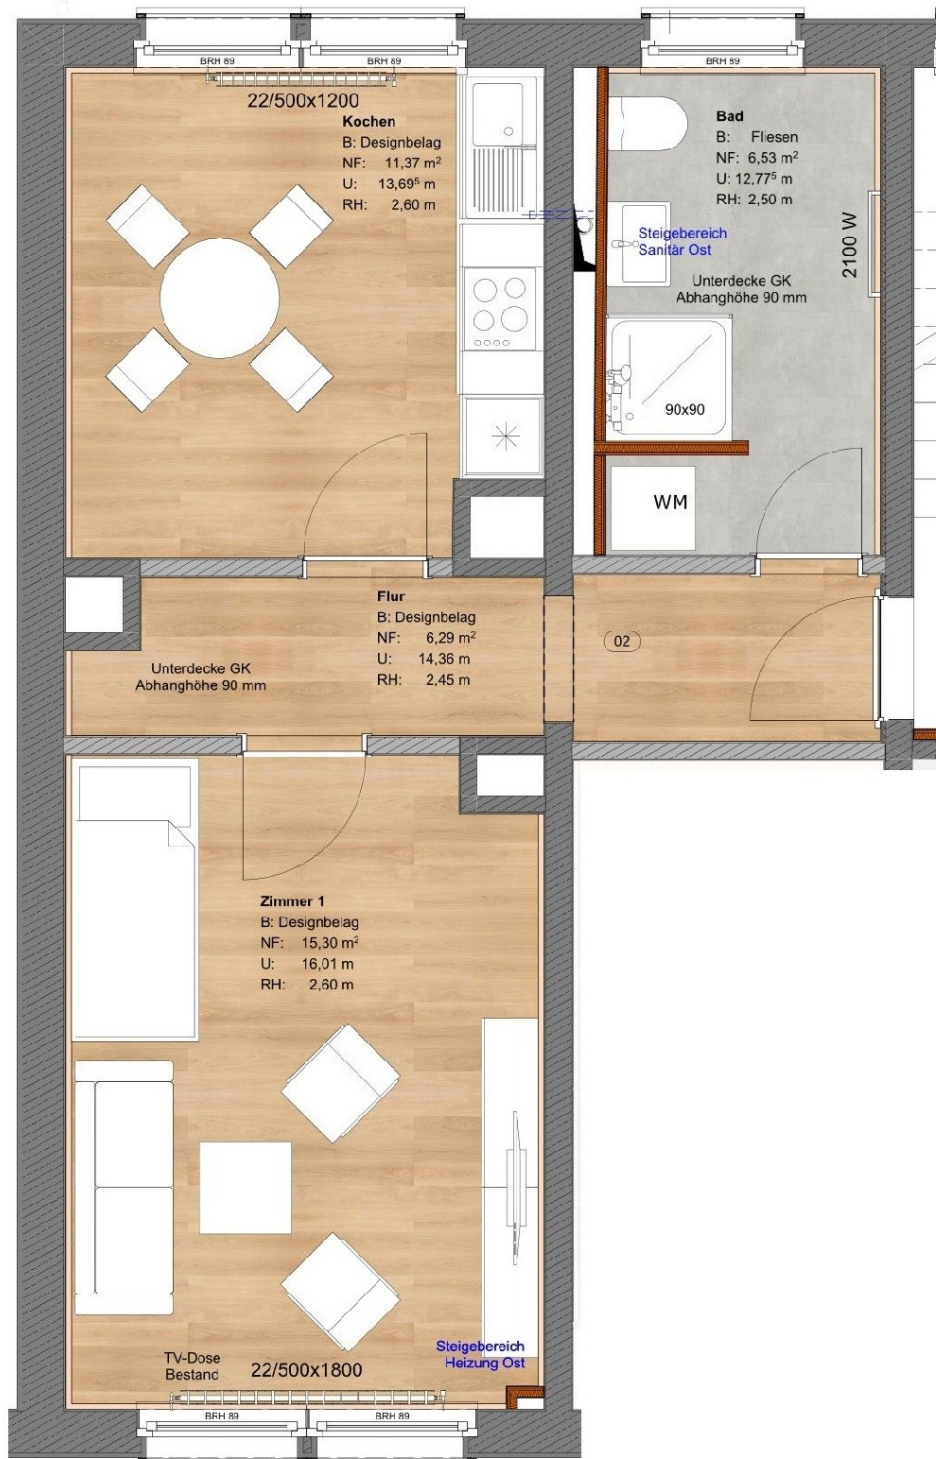 BRH 89
BRH 89
22/500x1200
Kochen
B: Designbelag
NF: 11,37 m²
U: 13,69⁵ m
RH: 2,60 m
BRH 89
Bad
B: Fliesen
NF: 6,53 m²
U: 12,77⁵ m
RH: 2,50 m
2100 W
Steigebereich
Sanitär Ost
Unterdecke GK
Abhanghöhe 90 mm
90x90
WM
Flur
B: Designbelag
NF: 6,29 m²
U: 14,36 m
RH: 2,45 m
Unterdecke GK
Abhanghöhe 90 mm
02
Zimmer 1
B: Designbelag
NF: 15,30 m²
U: 16,01 m
RH: 2,60 m
Steigebereich
Heizung Ost
TV-Dose
Bestand
22/500x1800
BRH 89
BRH 89